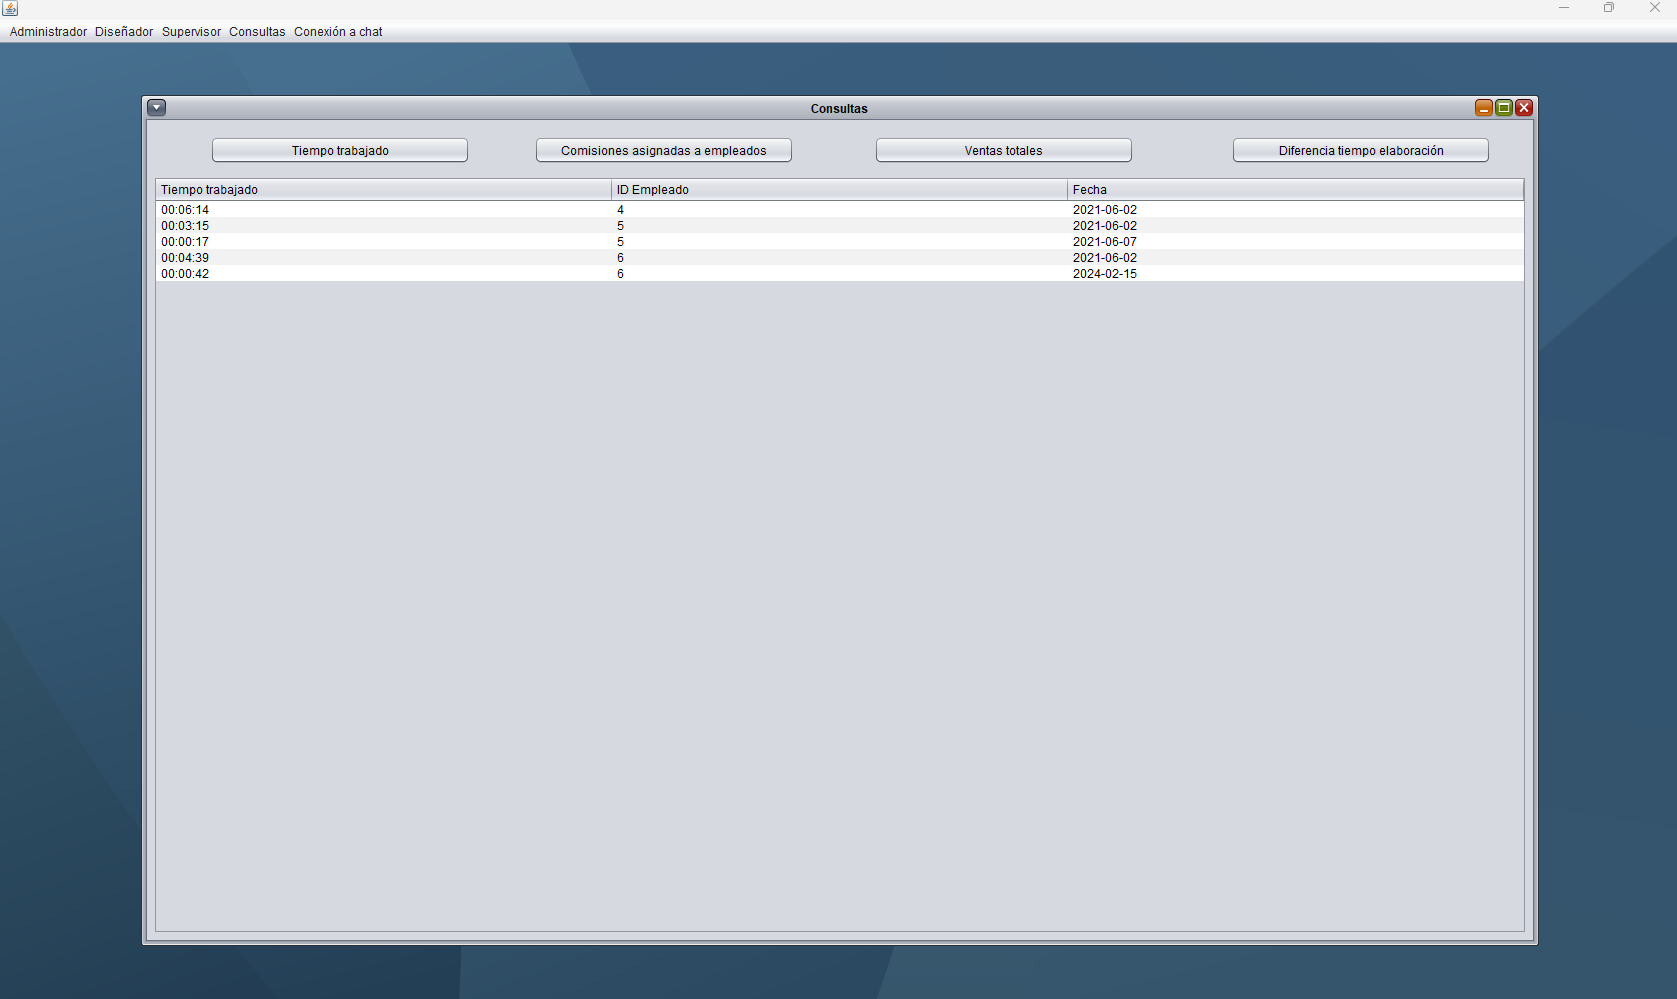 Administrador Diseñador Supervisor Consultas Conexión a chat
Consultas
Tiempo trabajado Comisiones asignadas a empleados Ventas totales Diferencia tiempo elaboración
Tiempo trabajado ID Empleado Fecha
00:06:14 4 2021-06-02
00:03:15 5 2021-06-02
00:00:17 5 2021-06-07
00:04:39 6 2021-06-02
00:00:42 6 2024-02-15